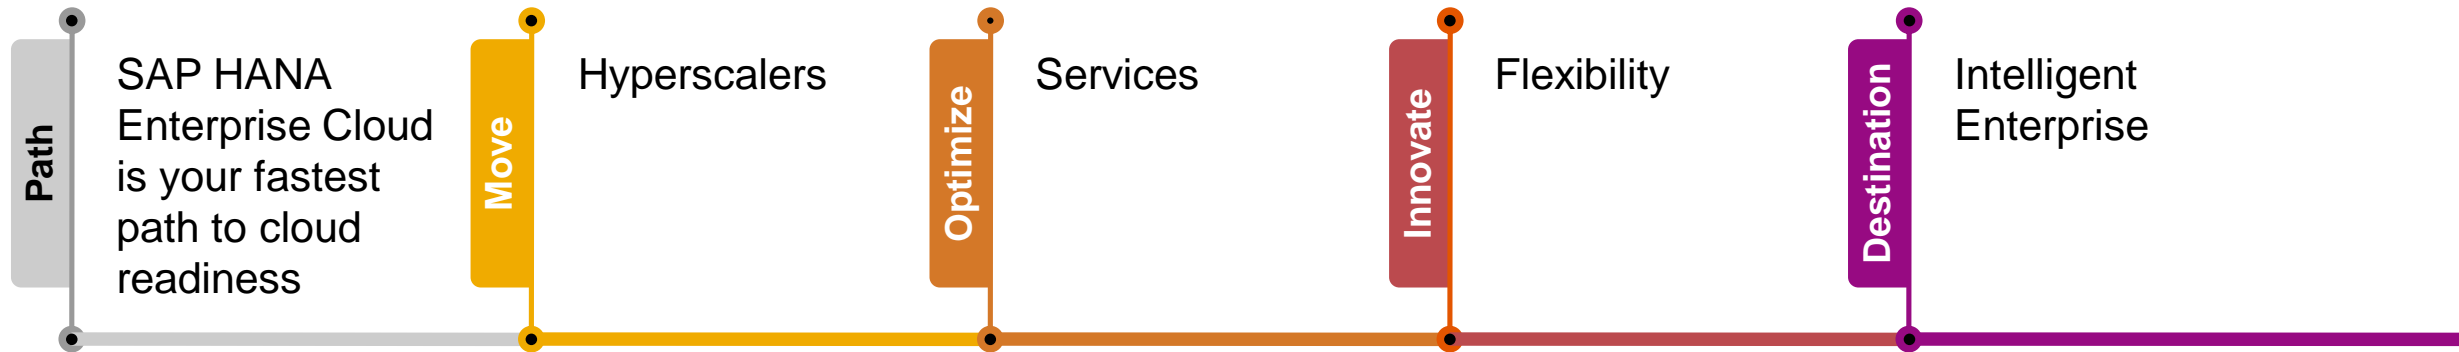 Path
SAP HANA
Enterprise Cloud
is your fastest
path to cloud
readiness
Move
Hyperscalers
Optimize
Services
Innovate
Flexibility
Destination
Intelligent
Enterprise